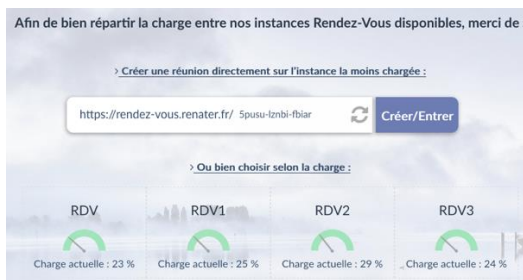 Afin de bien répartir la charge entre nos instances Rendez-Vous disponibles, merci de
> Créer une réunion directement sur l'instance la moins chargée :
https://rendez-vous.renater.fr/ 5pusu-lznbi-fbiar Créer/Entrer
> Ou bien choisir selon la charge :
RDV RDV1 RDV2 RDV3
Charge actuelle : 23 % Charge actuelle : 25 % Charge actuelle : 29 % Charge actuelle : 24 %